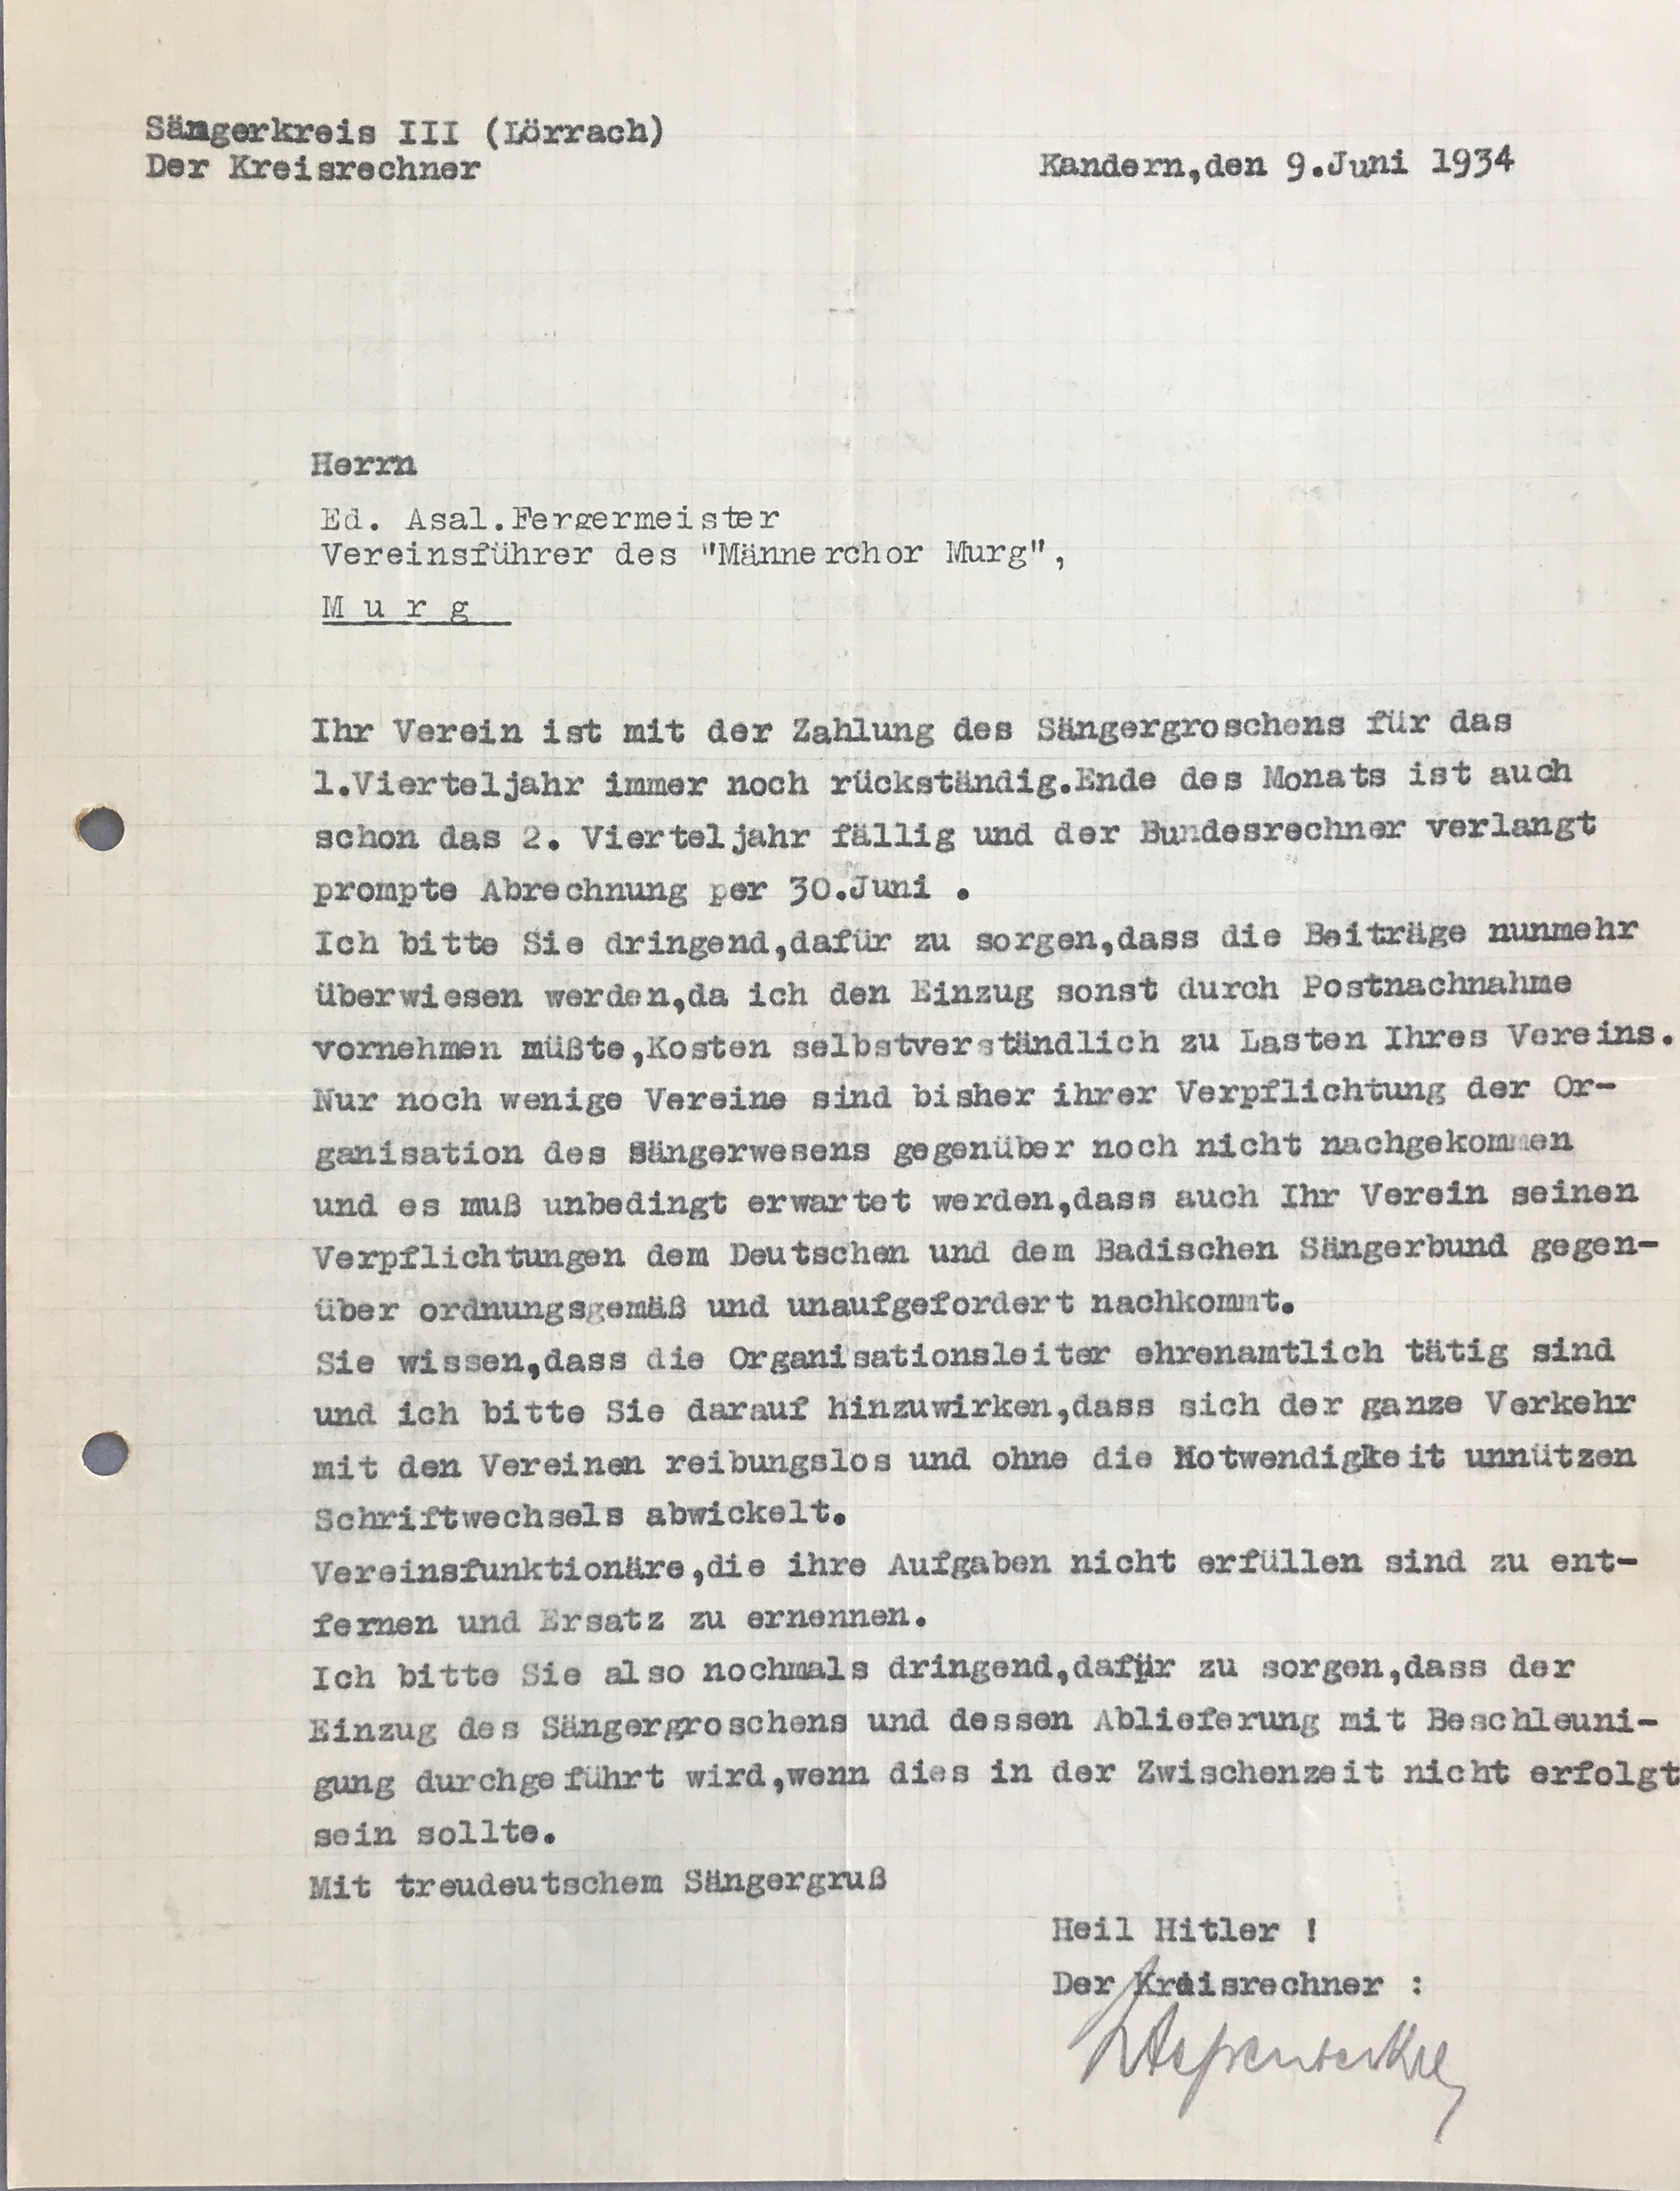 Sängerkreis III (Lörrach)
Der Kreisrechner
Kandern,den 9.Juni 1934
Herrn
Ed. Asal.Fergermeister
Vereinsführer des "Männerchor Murg",
M u r g
Ihr Verein ist mit der Zahlung des Sängergroschens für das
1.Vierteljahr immer noch rückständig.Ende des Monats ist auch
schon das 2. Vierteljahr fällig und der Bundesrechner verlangt
prompte Abrechnung per 30.Juni .
Ich bitte Sie dringend,dafür zu sorgen,dass die Beiträge nunmehr
überwiesen werden,da ich den Einzug sonst durch Postnachnahme
vornehmen müßte,Kosten selbstverständlich zu Lasten Ihres Vereins.
Nur noch wenige Vereine sind bisher ihrer Verpflichtung der Or-
ganisation des Sängerwesens gegenüber noch nicht nachgekommen
und es muß unbedingt erwartet werden,dass auch Ihr Verein seinen
Verpflichtungen dem Deutschen und dem Badischen Sängerbund gegen-
über ordnungsgemäß und unaufgefordert nachkommt.
Sie wissen,dass die Organisationsleiter ehrenamtlich tätig sind
und ich bitte Sie darauf hinzuwirken,dass sich der ganze Verkehr
mit den Vereinen reibungslos und ohne die Notwendigkeit unnützen
Schriftwechsels abwickelt.
Vereinsfunktionäre,die ihre Aufgaben nicht erfüllen sind zu ent-
fernen und Ersatz zu ernennen.
Ich bitte Sie also nochmals dringend,dafür zu sorgen,dass der
Einzug des Sängergroschens und dessen Ablieferung mit Beschleuni-
gung durchgeführt wird,wenn dies in der Zwischenzeit nicht erfolgt
sein sollte.
Mit treudeutschem Sängergruß
Heil Hitler !
Der Kreisrechner :